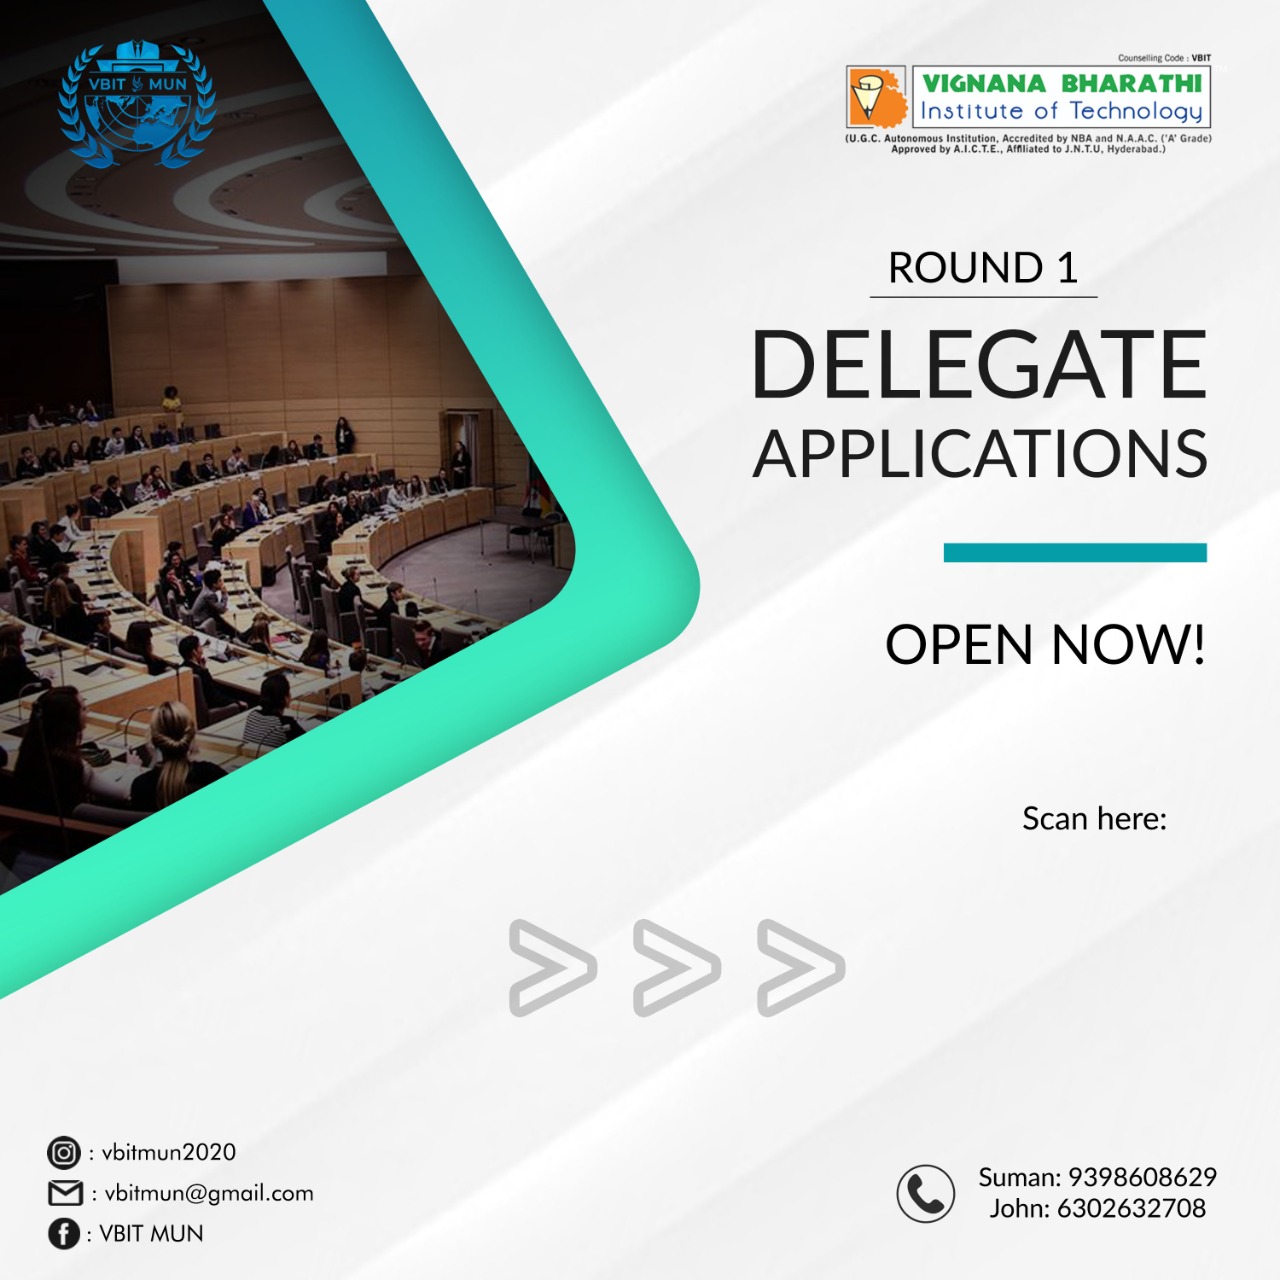 VBIT MUN
Counselling Code : VBIT
VIGNANA BHARATHI
Institute of Technology
(U.G.C. Autonomous Institution, Accredited by NBA and N.A.A.C. ('A' Grade)
Approved by A.I.C.T.E., Affiliated to J.N.T.U, Hyderabad.)
ROUND 1
DELEGATE
APPLICATIONS
OPEN NOW!
Scan here:
: vbitmun2020
: vbitmun@gmail.com
: VBIT MUN
Suman: 9398608629
John: 6302632708